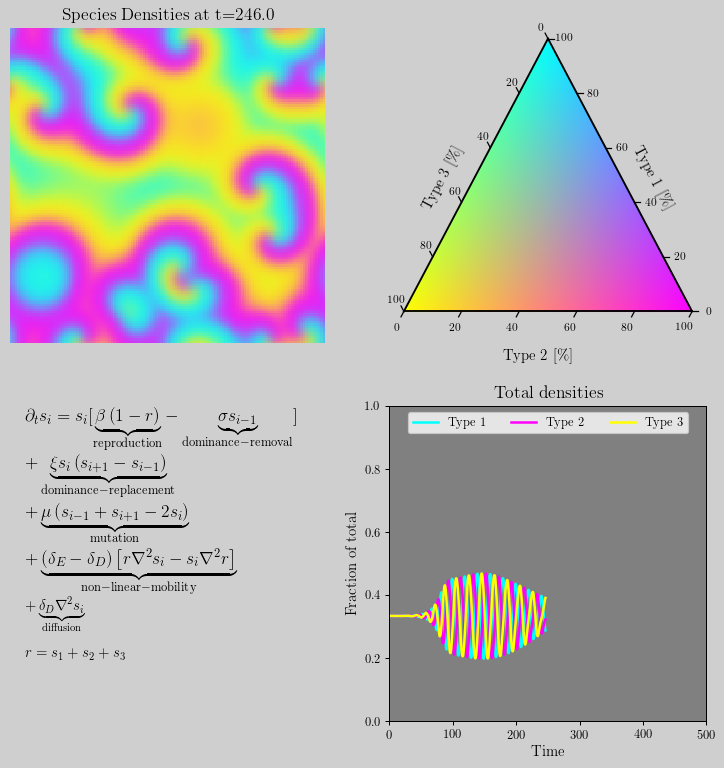 Species Densities at t=246.0
0
100
20
80
40
60
Type 3 [%]
Type 1 [%]
60
40
80
20
100
0
0 20 40 60 80 100
Type 2 [%]
∂ₜsᵢ = sᵢ[β(1 − r) − σsᵢ₋₁]
reproduction dominance−removal
+ ξsᵢ(sᵢ₊₁ − sᵢ₋₁)
dominance−replacement
+ μ(sᵢ₋₁ + sᵢ₊₁ − 2sᵢ)
mutation
+ (δ_E − δ_D)[r∇²sᵢ − sᵢ∇²r]
non−linear−mobility
+ δ_D∇²sᵢ
diffusion
r = s₁ + s₂ + s₃
Total densities
Type 1 Type 2 Type 3
1.0
0.8
0.6
0.4
0.2
0.0
Fraction of total
0 100 200 300 400 500
Time